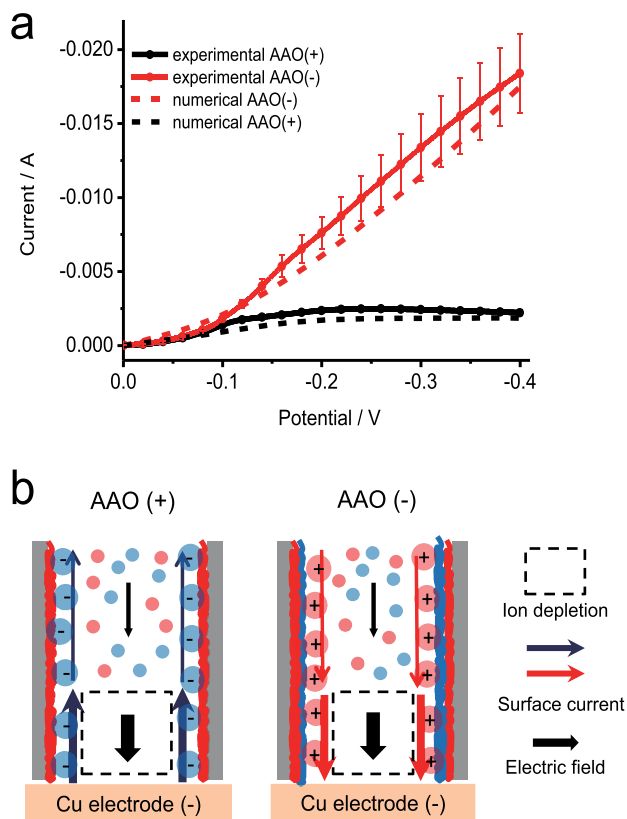 a
-0.020
-0.015
-0.010
-0.005
0.000
Current / A
experimental AAO(+)
experimental AAO(-)
numerical AAO(-)
numerical AAO(+)
0.0 -0.1 -0.2 -0.3 -0.4
Potential / V
b
AAO (+) AAO (-)
- - - - - - - - - - - -
+ + + + + + + + + + + +
Ion depletion
Surface current
Electric field
Cu electrode (-) Cu electrode (-)